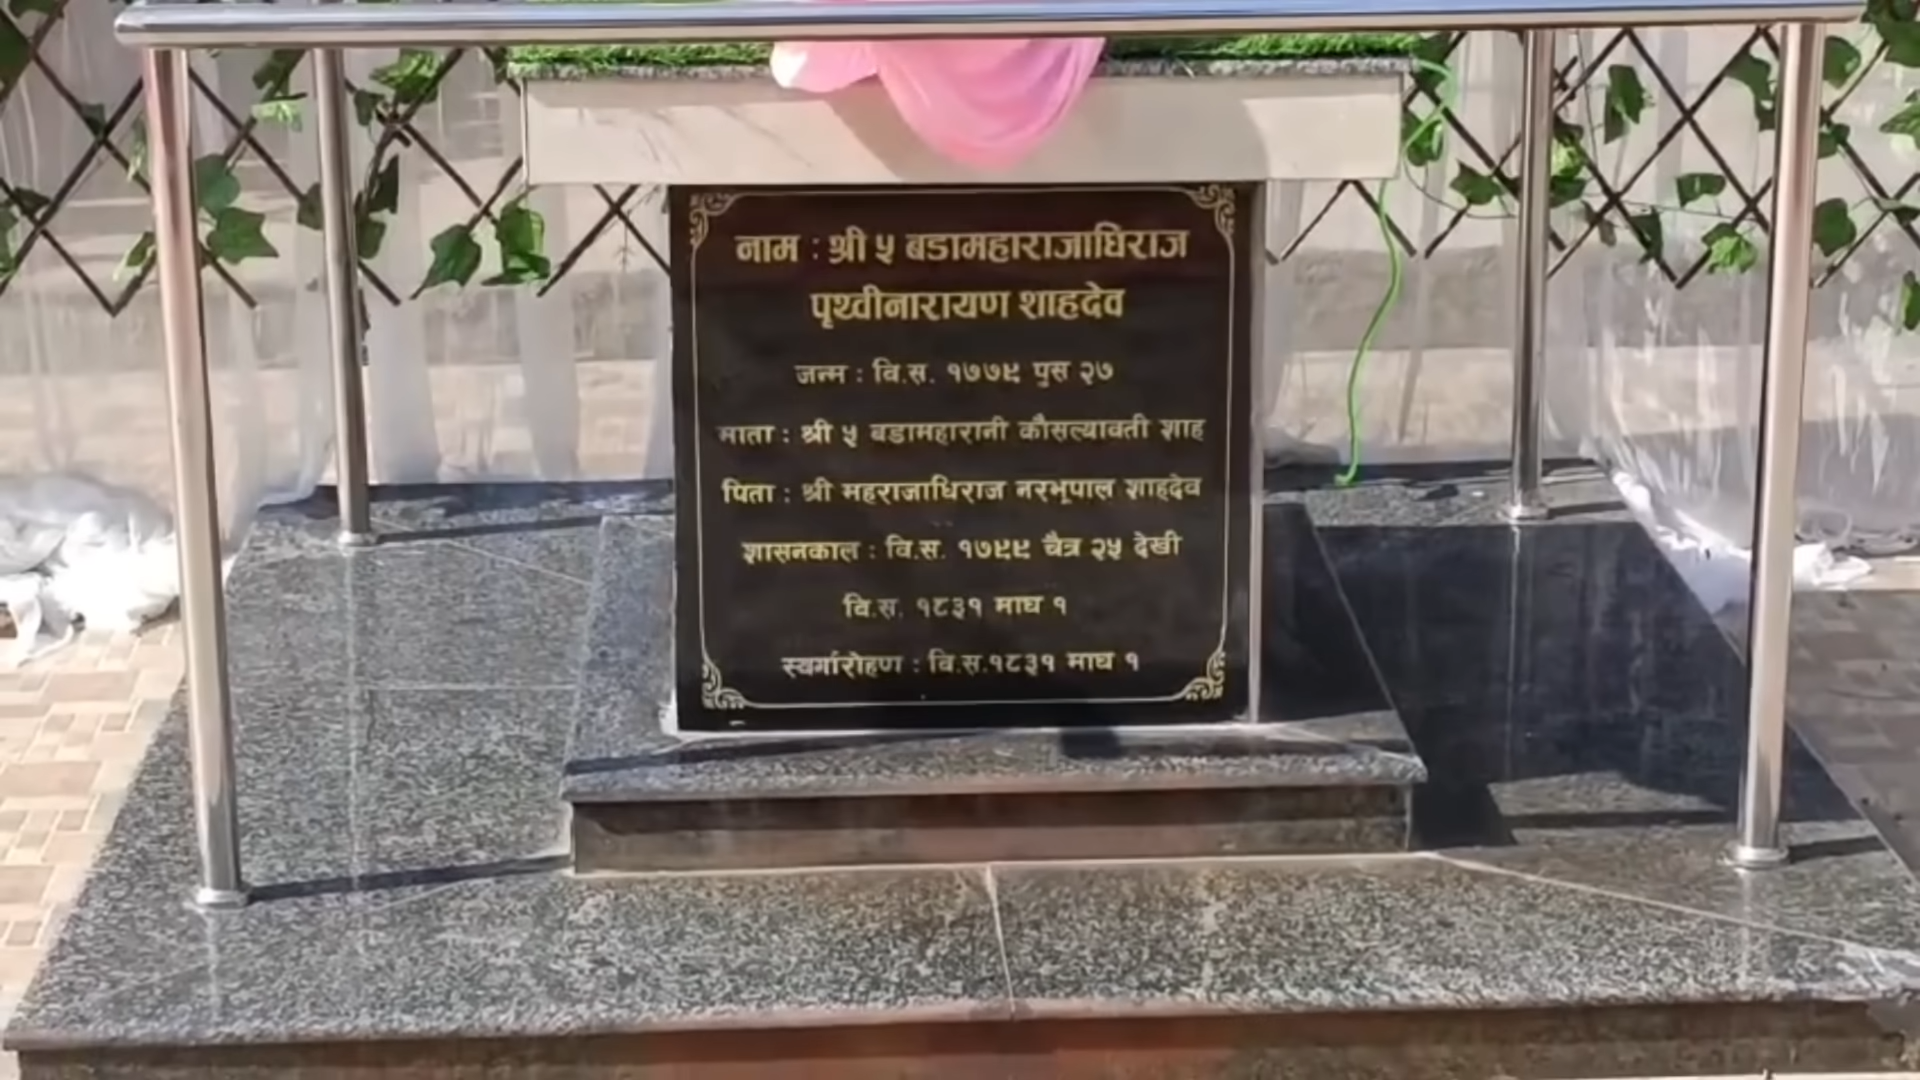 नाम : श्री ५ बडामहाराजाधिराज
पृथ्वीनारायण शाहदेव
जन्म : वि.स. १७७९ पुस २७
माता : श्री ५ बडामहारानी कौसल्यावती शाह
पिता : श्री महराजाधिराज नरभूपाल शाहदेव
शासनकाल : वि.स. १७९९ चैत्र २५ देखी
वि.स. १८३१ माघ १
स्वर्गारोहण : वि.स.१८३१ माघ १